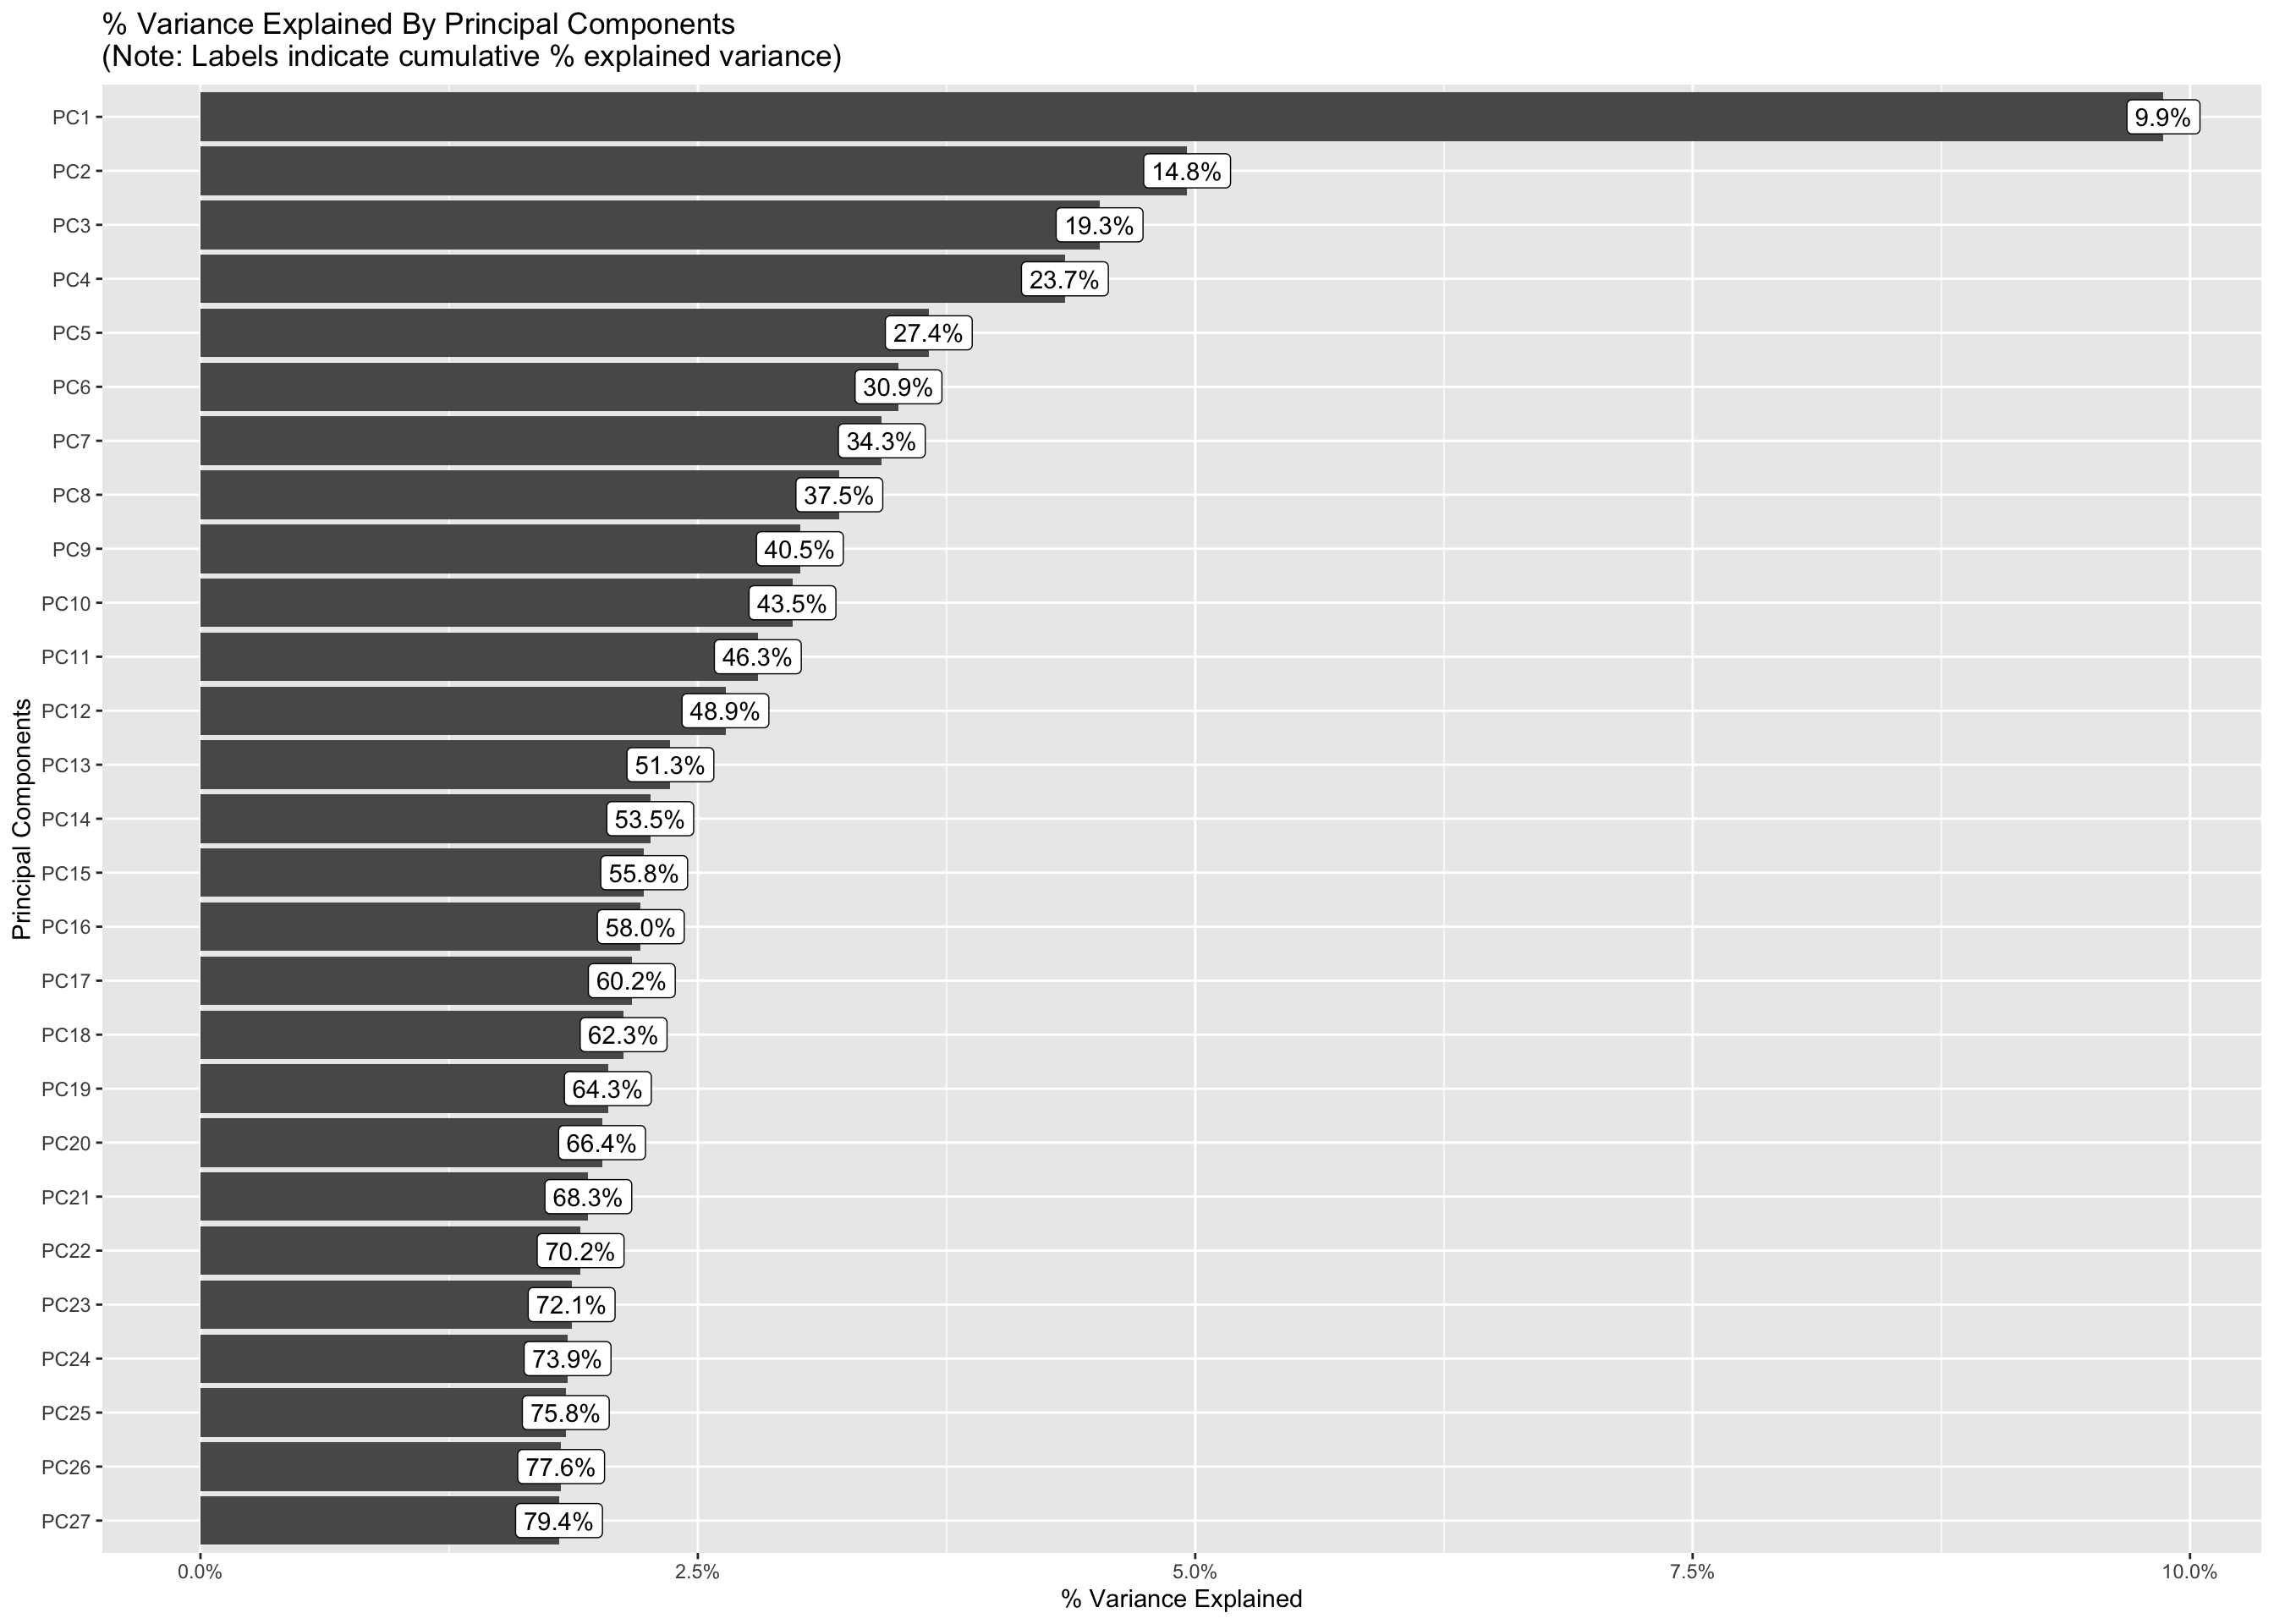 % Variance Explained By Principal Components
(Note: Labels indicate cumulative % explained variance)
PC1 9.9%
PC2 14.8%
PC3 19.3%
PC4 23.7%
PC5 27.4%
PC6 30.9%
PC7 34.3%
PC8 37.5%
PC9 40.5%
PC10 43.5%
PC11 46.3%
PC12 48.9%
PC13 51.3%
PC14 53.5%
PC15 55.8%
PC16 58.0%
PC17 60.2%
PC18 62.3%
PC19 64.3%
PC20 66.4%
PC21 68.3%
PC22 70.2%
PC23 72.1%
PC24 73.9%
PC25 75.8%
PC26 77.6%
PC27 79.4%
Principal Components
0.0% 2.5% 5.0% 7.5% 10.0%
% Variance Explained